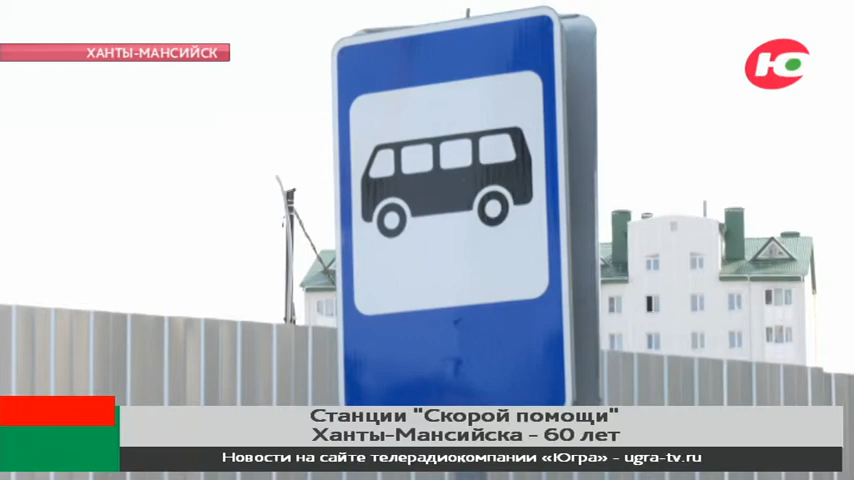 ХАНТЫ-МАНСИЙСК
Ю
Станции "Скорой помощи"
Ханты-Мансийска - 60 лет
Новости на сайте телерадиокомпании «Югра» - ugra-tv.ru